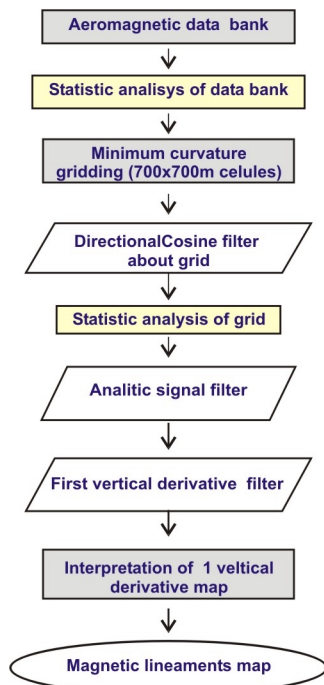 Aeromagnetic data bank
Statistic analisys of data bank
Minimum curvature
gridding (700x700m celules)
DirectionalCosine filter
about grid
Statistic analysis of grid
Analitic signal filter
First vertical derivative filter
Interpretation of 1 veltical
derivative map
Magnetic lineaments map